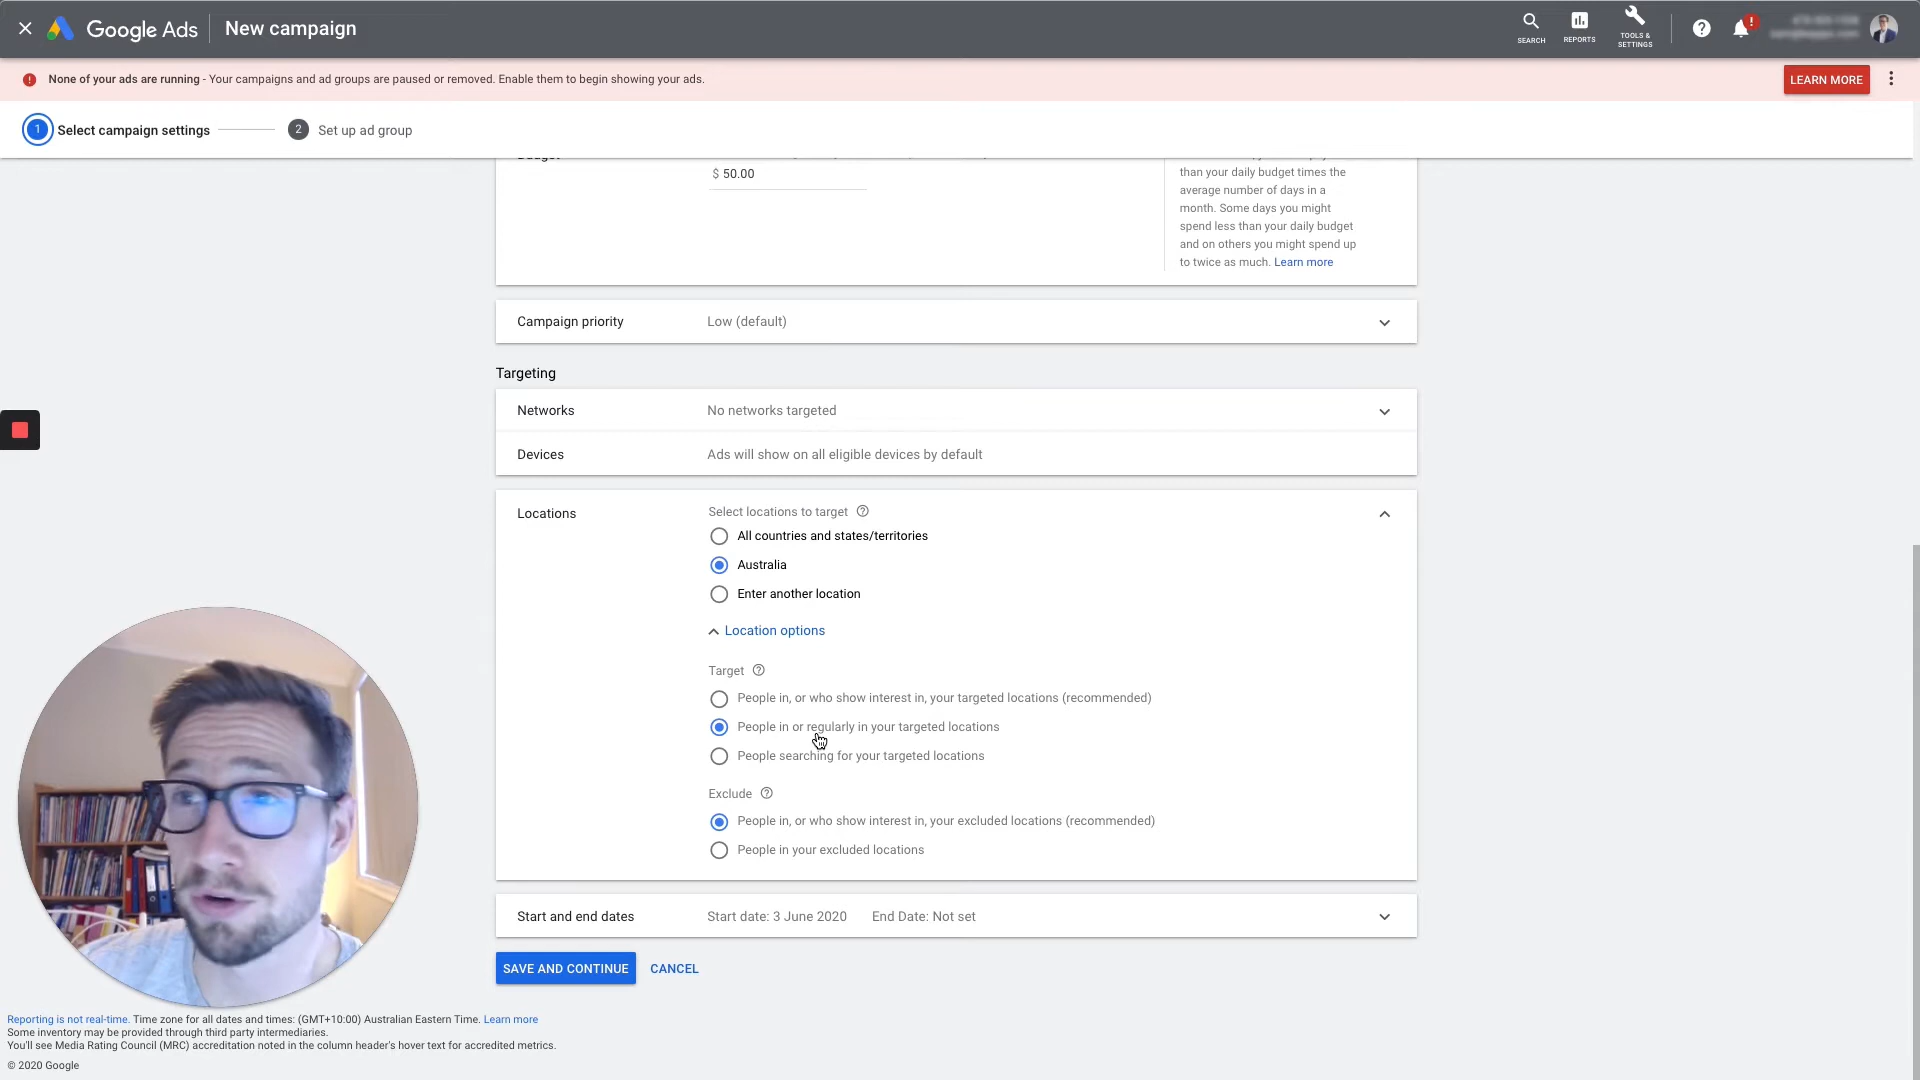 Google Ads
New campaign
SEARCH
REPORTS
TOOLS &
SETTINGS
!
None of your ads are running - Your campaigns and ad groups are paused or removed. Enable them to begin showing your ads.
LEARN MORE
1 Select campaign settings
2 Set up ad group
$ 50.00
than your daily budget times the
average number of days in a
month. Some days you might
spend less than your daily budget
and on others you might spend up
to twice as much. Learn more
Campaign priority
Low (default)
Targeting
Networks
No networks targeted
Devices
Ads will show on all eligible devices by default
Locations
Select locations to target
All countries and states/territories
Australia
Enter another location
Location options
Target
People in, or who show interest in, your targeted locations (recommended)
People in or regularly in your targeted locations
People searching for your targeted locations
Exclude
People in, or who show interest in, your excluded locations (recommended)
People in your excluded locations
Start and end dates
Start date: 3 June 2020 End Date: Not set
SAVE AND CONTINUE
CANCEL
Reporting is not real-time. Time zone for all dates and times: (GMT+10:00) Australian Eastern Time. Learn more
Some inventory may be provided through third party intermediaries.
You'll see Media Rating Council (MRC) accreditation noted in the column header's hover text for accredited metrics.
© 2020 Google